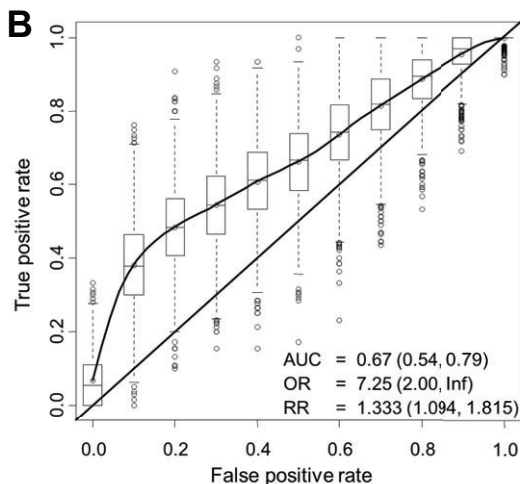 B
True positive rate
1.0
0.8
0.6
0.4
0.2
0.0
AUC = 0.67 (0.54, 0.79)
OR = 7.25 (2.00, Inf)
RR = 1.333 (1.094, 1.815)
0.0 0.2 0.4 0.6 0.8 1.0
False positive rate